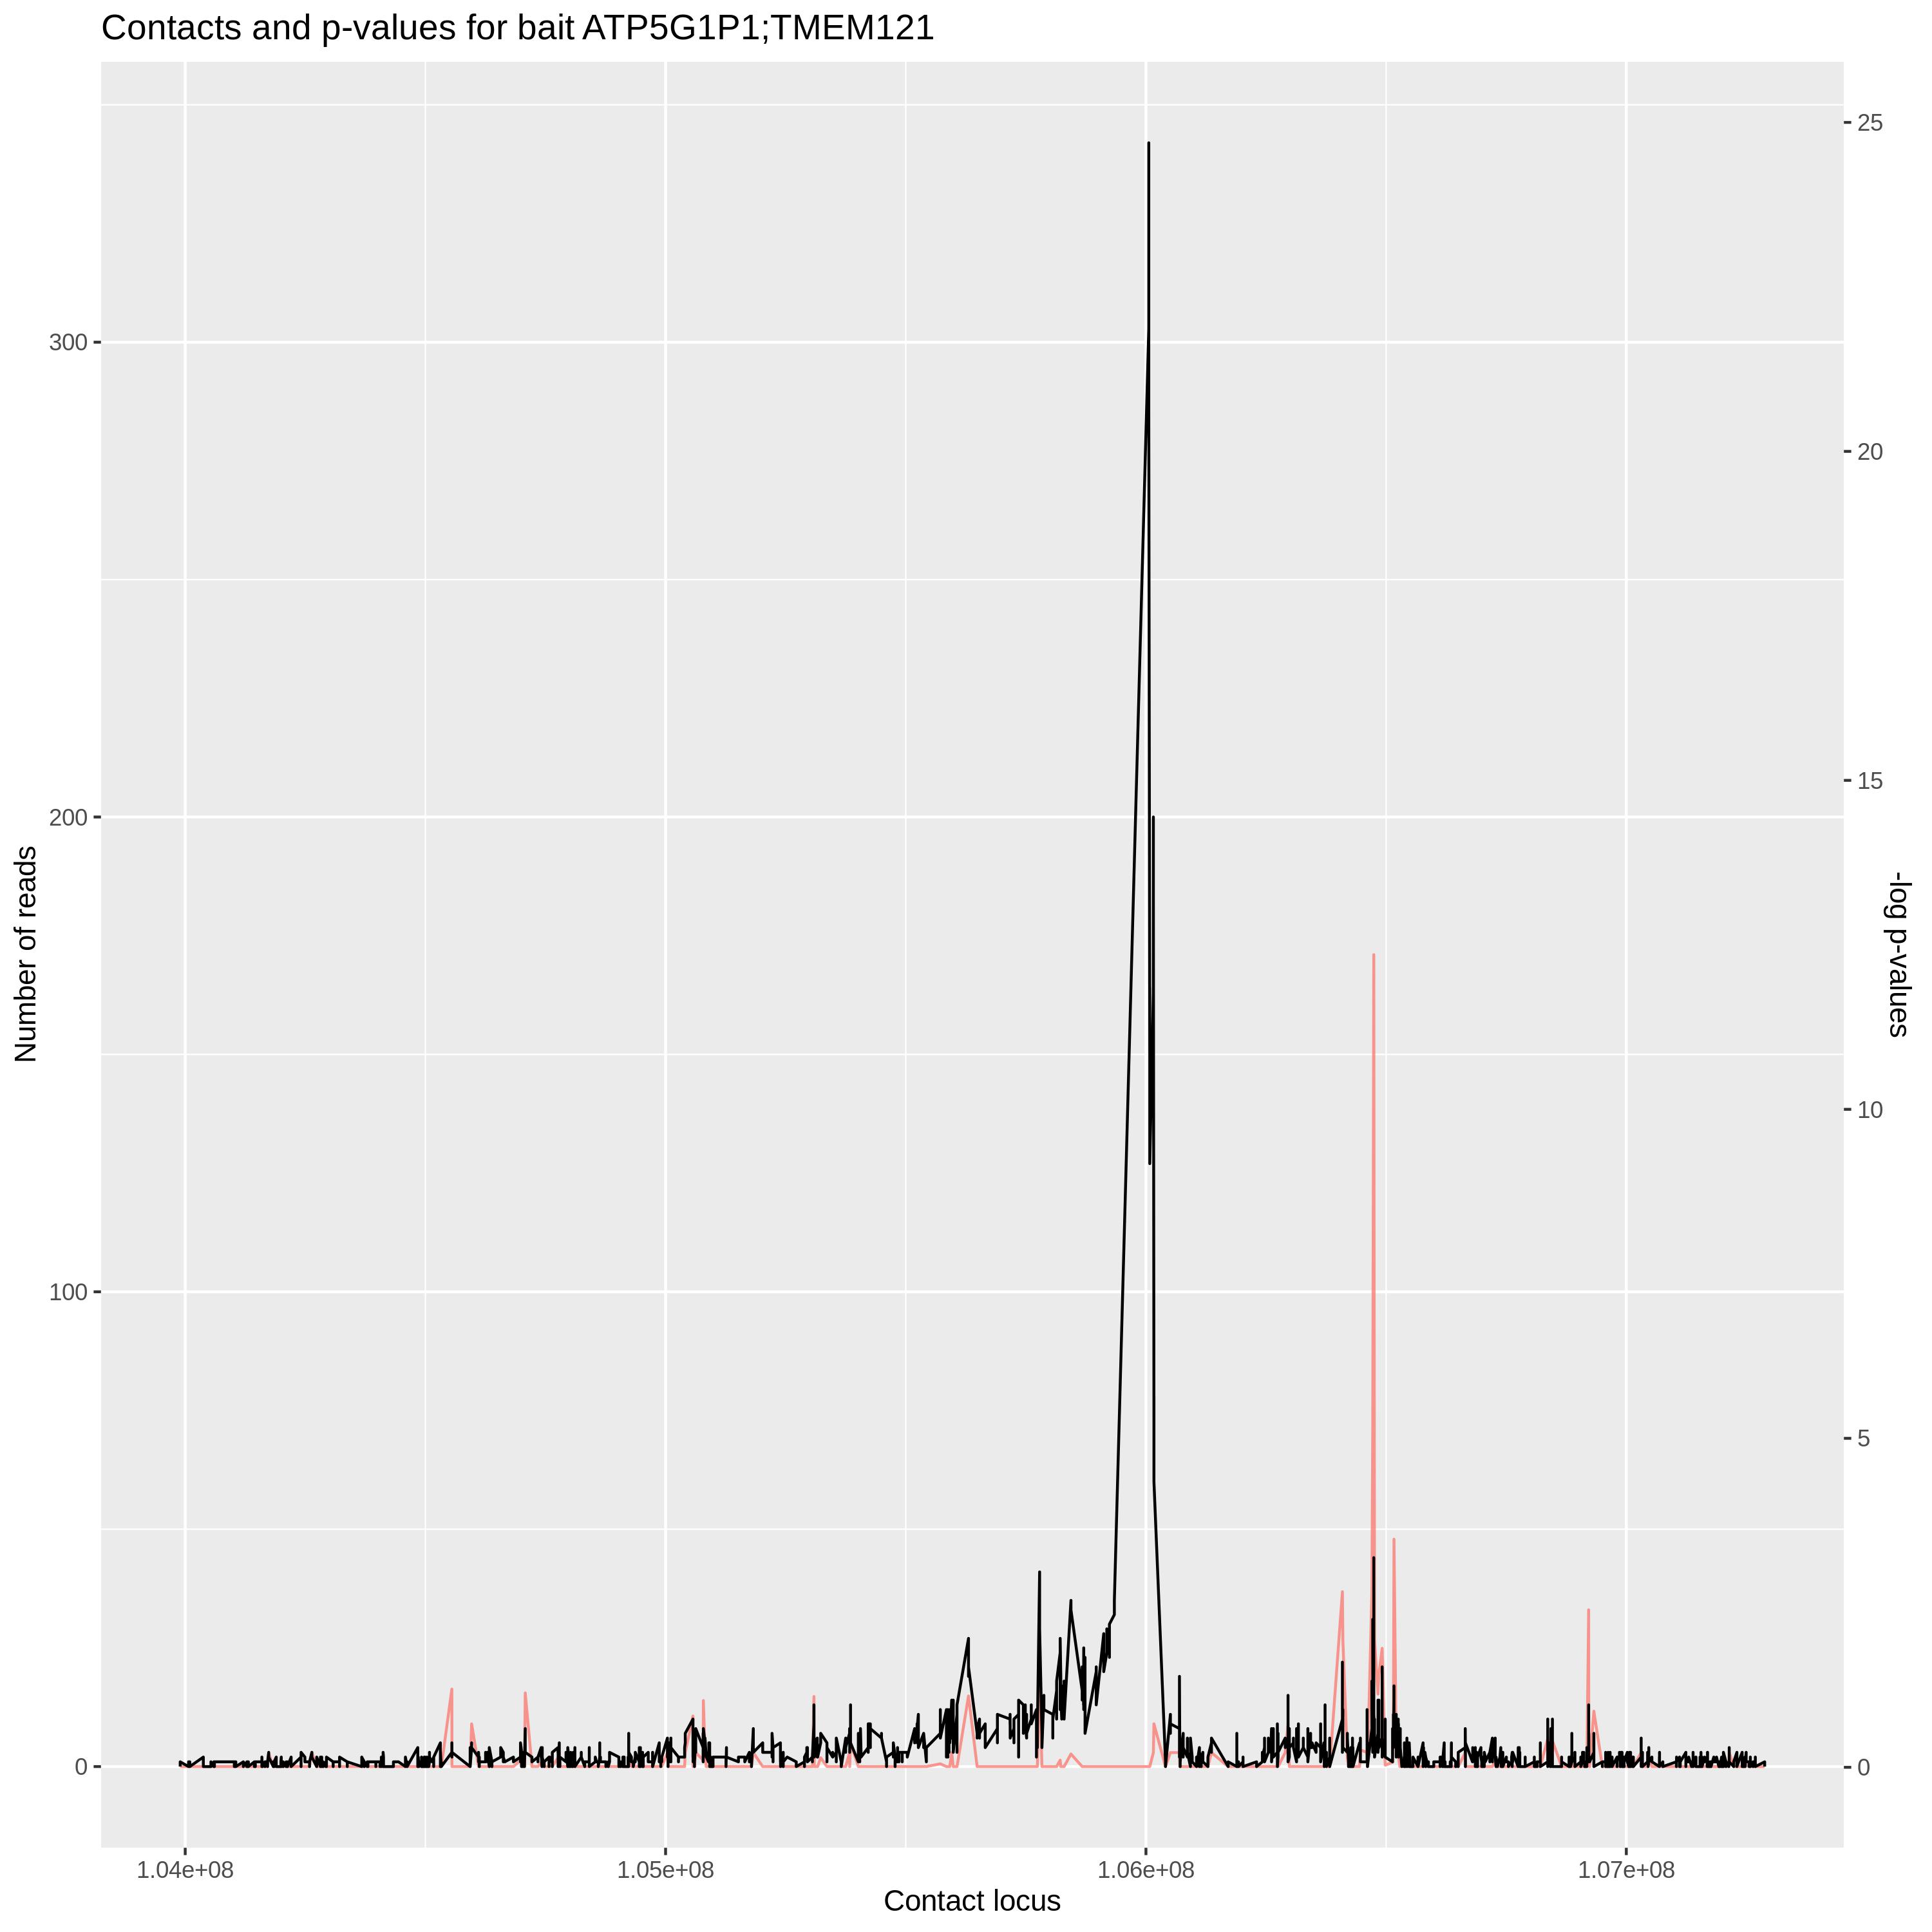 Contacts and p-values for bait ATP5G1P1;TMEM121
Number of reads
300
200
100
0
25
20
15
10
5
0
-log p-values
1.04e+08
1.05e+08
1.06e+08
1.07e+08
Contact locus